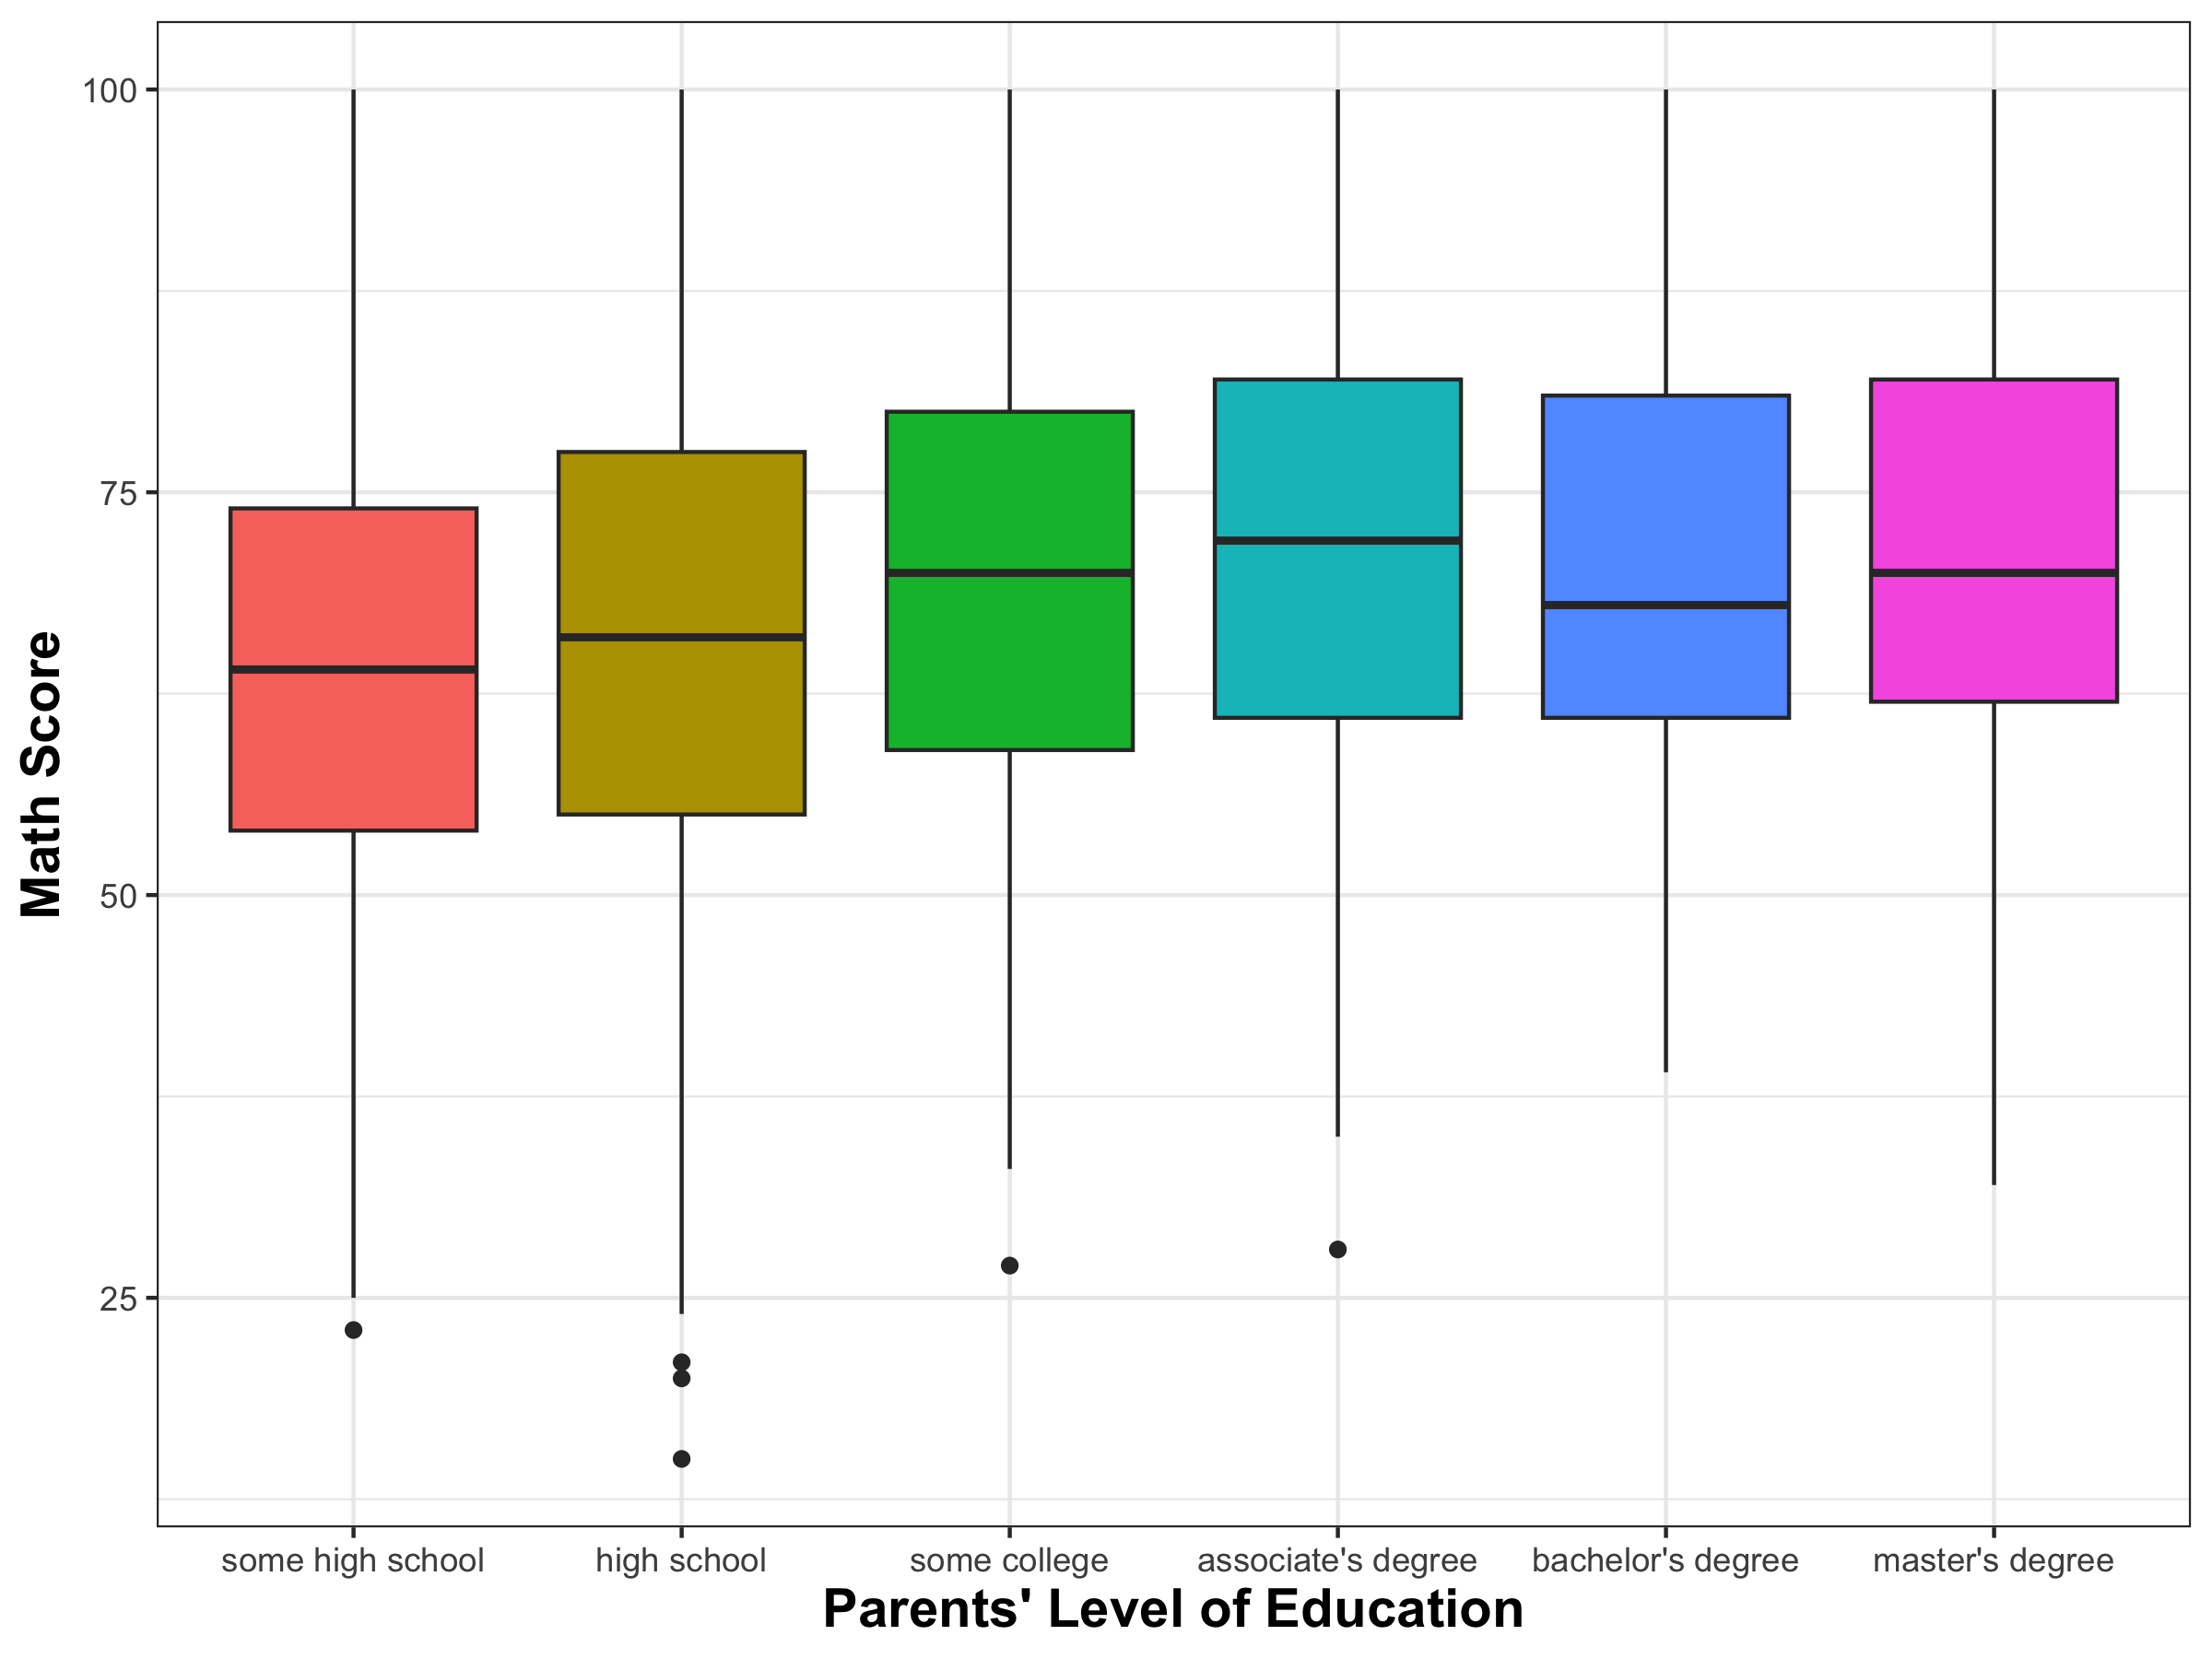 Math Score
100
75
50
25
some high school high school some college associate's degree bachelor's degree master's degree
Parents' Level of Education